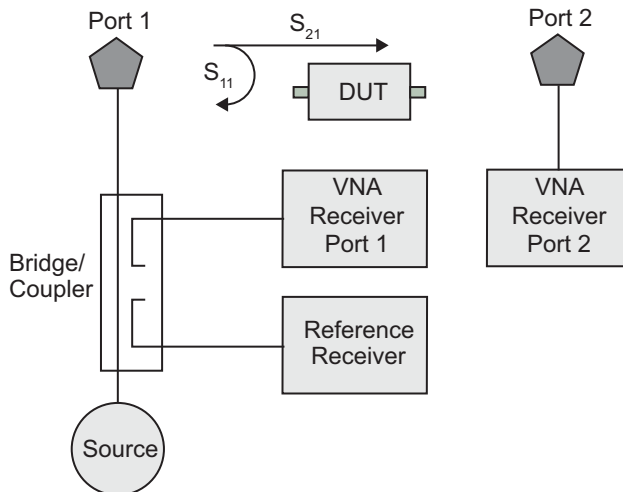 Port 1
S21
Port 2
S11
DUT
VNA
Receiver
Port 1
VNA
Receiver
Port 2
Bridge/
Coupler
Reference
Receiver
Source